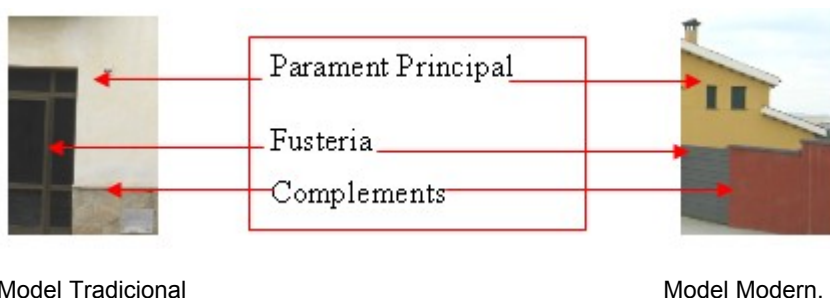 Parament Principal
Fusteria
Complements
Model Tradicional
Model Modern.